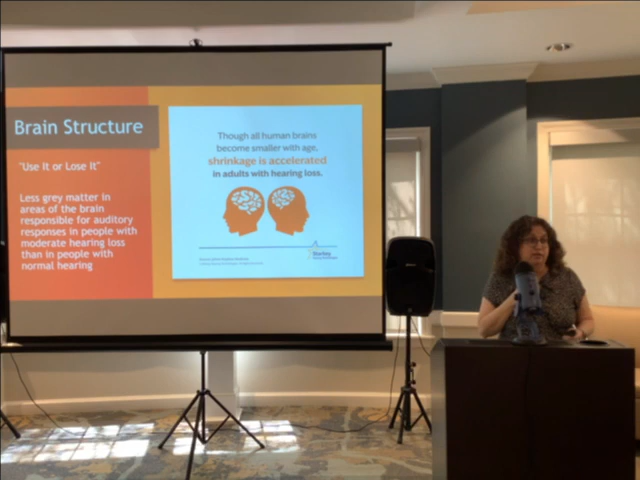 Brain Structure
"Use It or Lose It"
Less grey matter in
areas of the brain
responsible for auditory
responses in people with
moderate hearing loss
than in people with
normal hearing
Though all human brains
become smaller with age,
shrinkage is accelerated
in adults with hearing loss.
Starkey